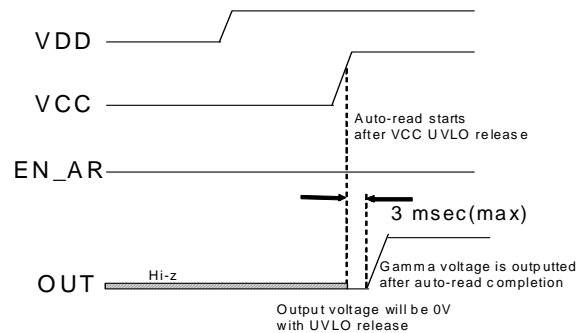 VDD
VCC
Auto-read starts
after VCC UVLO release
EN_AR
3 msec(max)
Hi-z
OUT
Gamma voltage is outputted
after auto-read completion
Output voltage will be 0V
with UVLO release